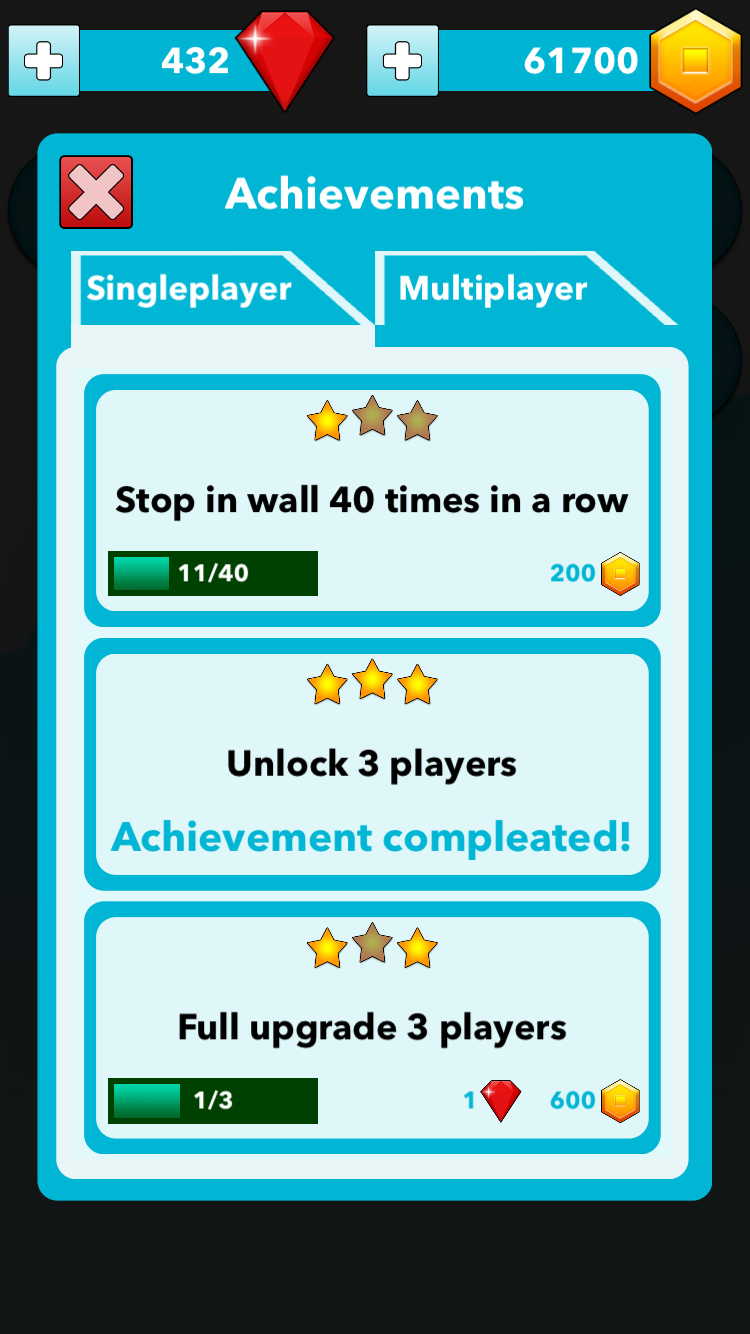 432
61700
Achievements
Singleplayer
Multiplayer
Stop in wall 40 times in a row
11/40
200
Unlock 3 players
Achievement compleated!
Full upgrade 3 players
1/3
1
600